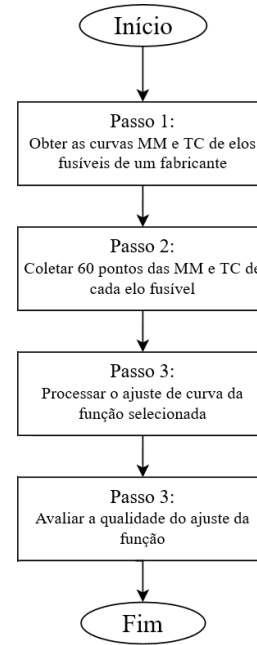 Início
Passo 1:
Obter as curvas MM e TC de elos
fusíveis de um fabricante
Passo 2:
Coletar 60 pontos das MM e TC de
cada elo fusível
Passo 3:
Processar o ajuste de curva da
função selecionada
Passo 3:
Avaliar a qualidade do ajuste da
função
Fim